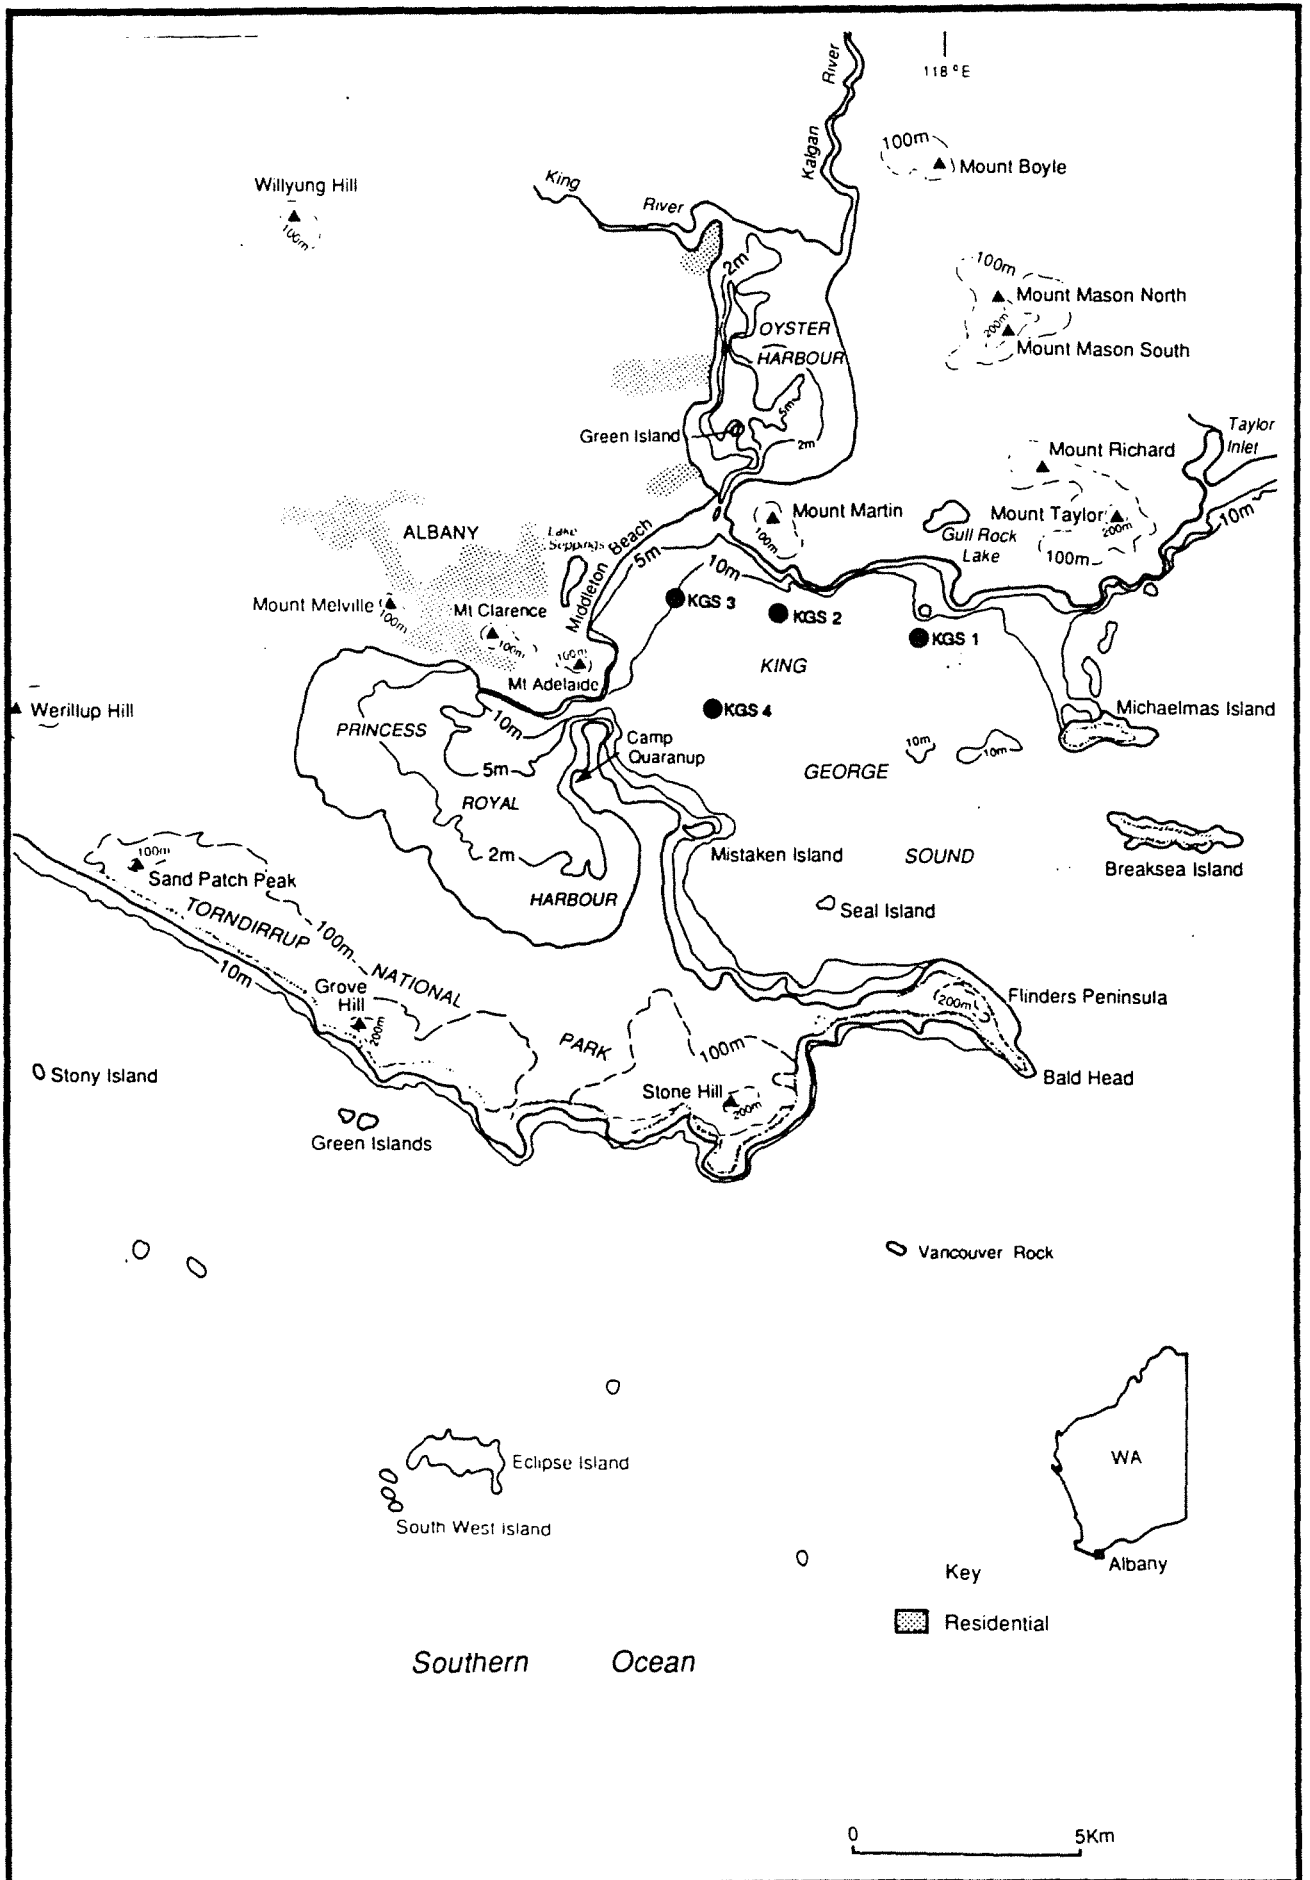 118°E
Kalgan
River
100m
Mount Boyle
King
River
Willyung Hill
100m
2m
100m
Mount Mason North
200m
Mount Mason South
OYSTER
HARBOUR
5m
2m
Green Island
Taylor
Inlet
Mount Richard
Mount Martin
100m
Mount Taylor
200m
100m
10m
Gull Rock
Lake
ALBANY
Lake
Seppings
Middleton Beach
5m
10m
KGS 3
KGS 2
KGS 1
Mount Melville
100m
Mt Clarence
100m
100m
Mt Adelaide
KING
Werillup Hill
KGS 4
Michaelmas Island
PRINCESS
10m
Camp
Quaranup
10m
10m
5m
GEORGE
ROYAL
2m
Mistaken Island
SOUND
Breaksea Island
100m
Sand Patch Peak
HARBOUR
Seal Island
TORNDIRRUP
100m
NATIONAL
10m
Grove
Hill
200m
200m
Flinders Peninsula
PARK
100m
Stony Island
Stone Hill
200m
Bald Head
Green Islands
Vancouver Rock
Eclipse Island
South West Island
WA
Albany
Key
Residential
Southern Ocean
0
5Km